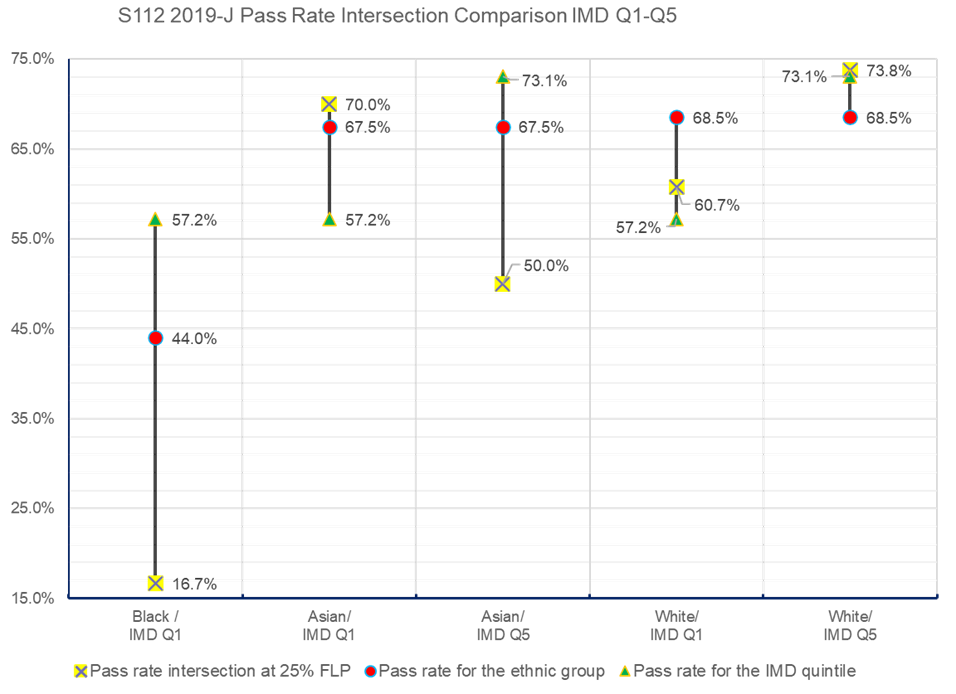 S112 2019-J Pass Rate Intersection Comparison IMD Q1-Q5
75.0%
65.0%
55.0%
45.0%
35.0%
25.0%
15.0%
57.2%
44.0%
16.7%
70.0%
67.5%
57.2%
73.1%
67.5%
50.0%
68.5%
60.7%
57.2%
73.8%
73.1%
68.5%
Black /
IMD Q1
Asian/
IMD Q1
Asian/
IMD Q5
White/
IMD Q1
White/
IMD Q5
Pass rate intersection at 25% FLP
Pass rate for the ethnic group
Pass rate for the IMD quintile